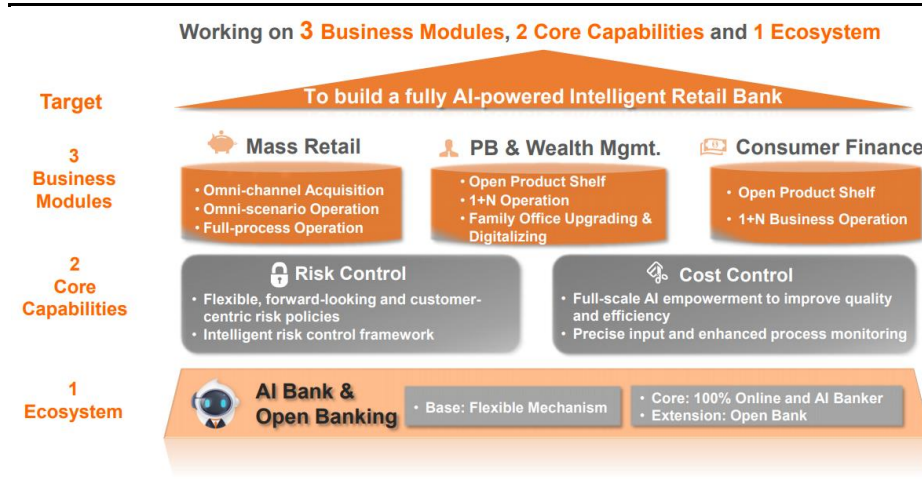 Working on 3 Business Modules, 2 Core Capabilities and 1 Ecosystem
Target
To build a fully AI-powered Intelligent Retail Bank
3
Business
Modules
Mass Retail
• Omni-channel Acquisition
• Omni-scenario Operation
• Full-process Operation
PB & Wealth Mgmt.
• Open Product Shelf
• 1+N Operation
• Family Office Upgrading &
Digitalizing
Consumer Finance
• Open Product Shelf
• 1+N Business Operation
2
Core
Capabilities
Risk Control
• Flexible, forward-looking and customer-
centric risk policies
• Intelligent risk control framework
Cost Control
• Full-scale AI empowerment to improve quality
and efficiency
• Precise input and enhanced process monitoring
1
Ecosystem
AI Bank &
Open Banking
• Base: Flexible Mechanism
• Core: 100% Online and AI Banker
• Extension: Open Bank